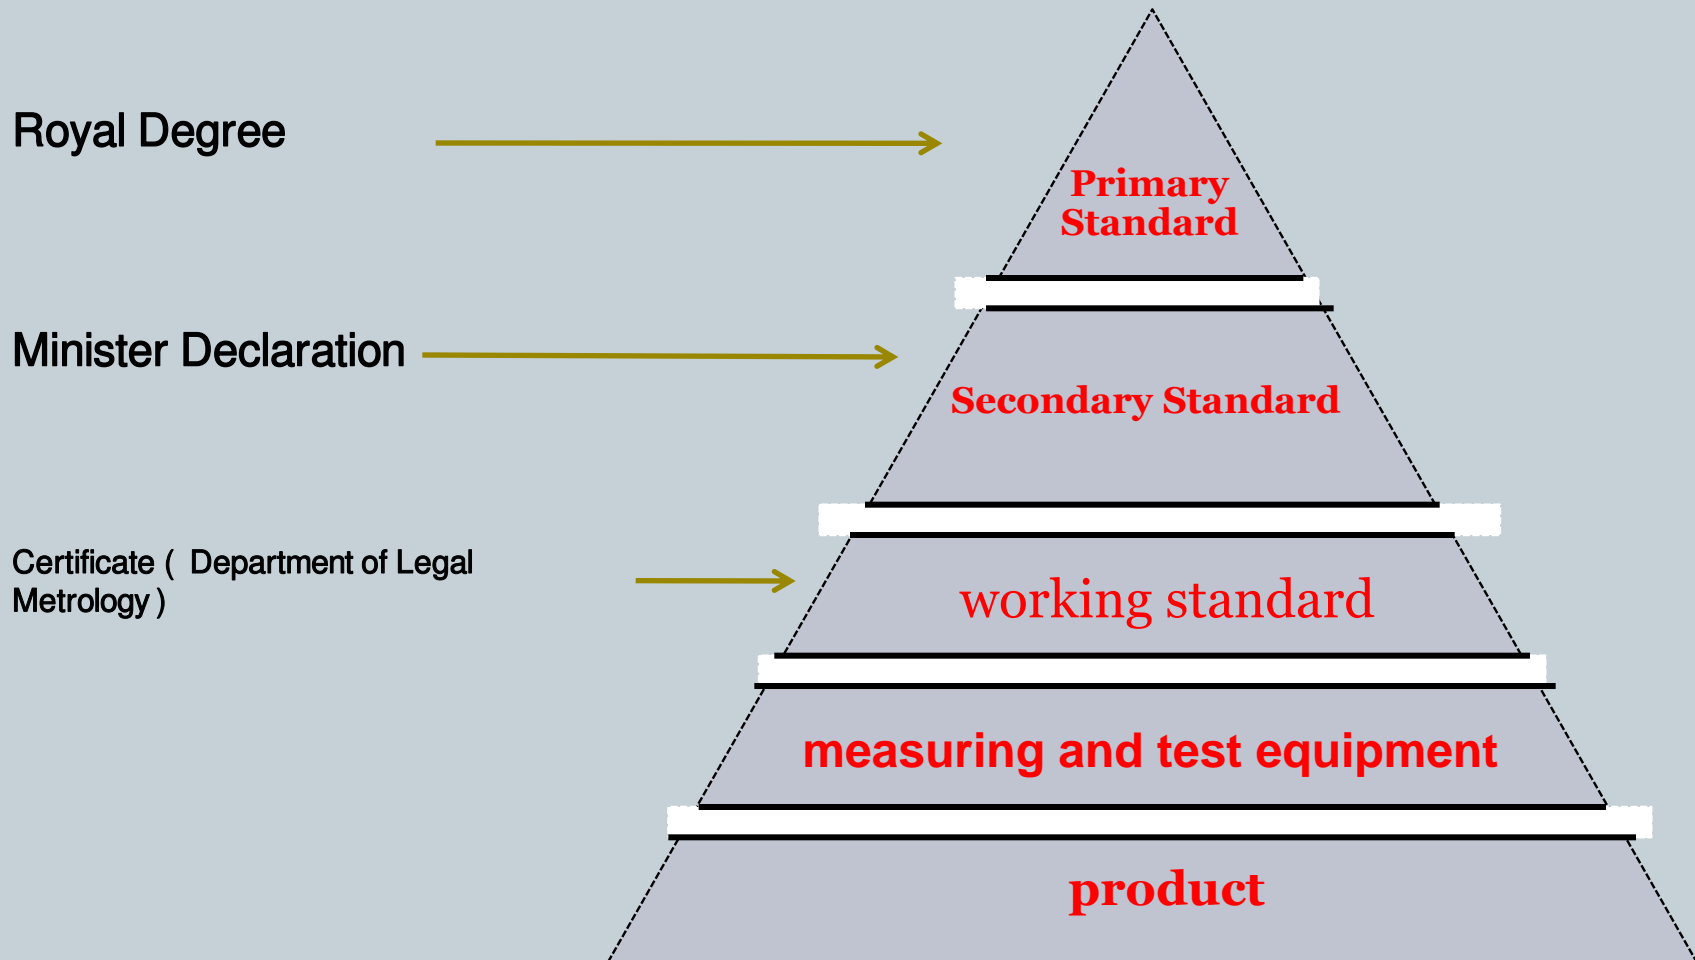 Royal Degree
Primary
Standard
Minister Declaration
Secondary Standard
Certificate ( Department of Legal
Metrology )
working standard
measuring and test equipment
product